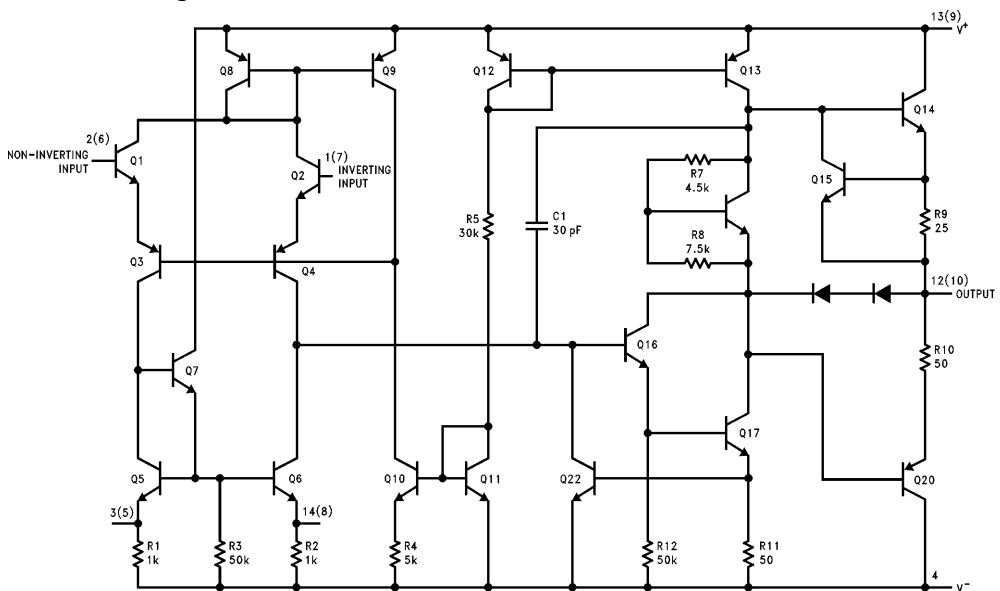 13(9)
V+
Q8
Q9
Q12
Q13
Q14
2(6)
NON-INVERTING
INPUT
Q1
1(7)
INVERTING
INPUT
Q2
R7
4.5k
Q15
R5
30k
C1
30 pF
R9
25
R8
7.5k
Q3
Q4
12(10)
OUTPUT
Q16
R10
50
Q7
Q17
Q5
Q6
Q10
Q11
Q22
Q20
3(5)
14(8)
R1
1k
R3
50k
R2
1k
R4
5k
R12
50k
R11
50
4
V-